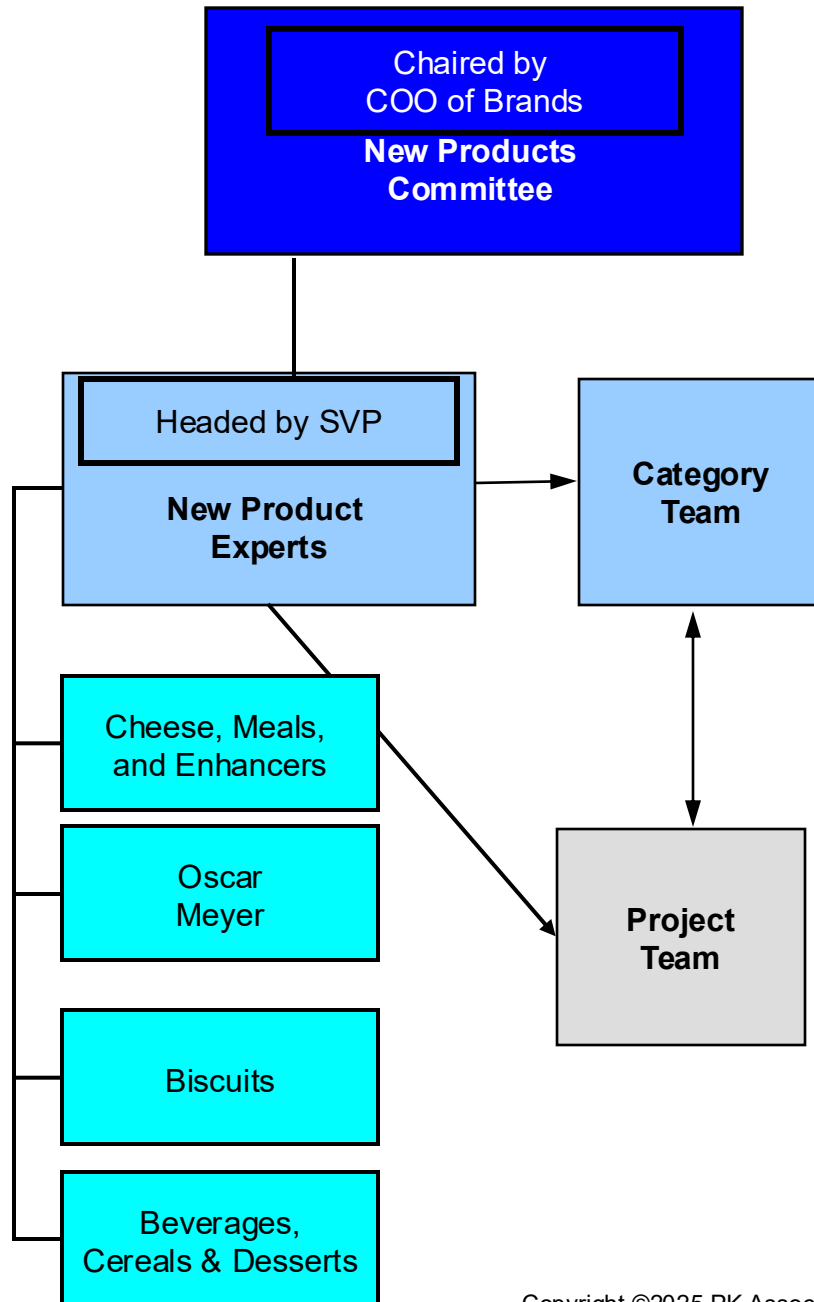 Chaired by
COO of Brands
New Products
Committee
Headed by SVP
New Product
Experts
Category
Team
Cheese, Meals,
and Enhancers
Oscar
Meyer
Project
Team
Biscuits
Beverages,
Cereals & Desserts